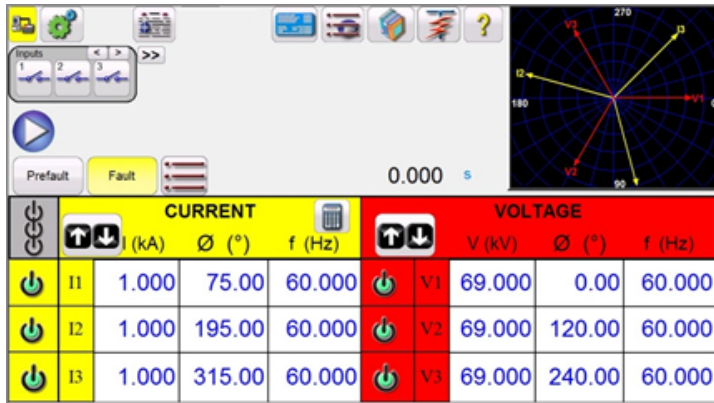 ?
Inputs < > >>
1 2 3
Prefault Fault 0.000 s
270
V3 I3
I2
180 V1 0
V2
90
CURRENT VOLTAGE
I (kA) Ø (°) f (Hz) V (kV) Ø (°) f (Hz)
I1 1.000 75.00 60.000 V1 69.000 0.00 60.000
I2 1.000 195.00 60.000 V2 69.000 120.00 60.000
I3 1.000 315.00 60.000 V3 69.000 240.00 60.000